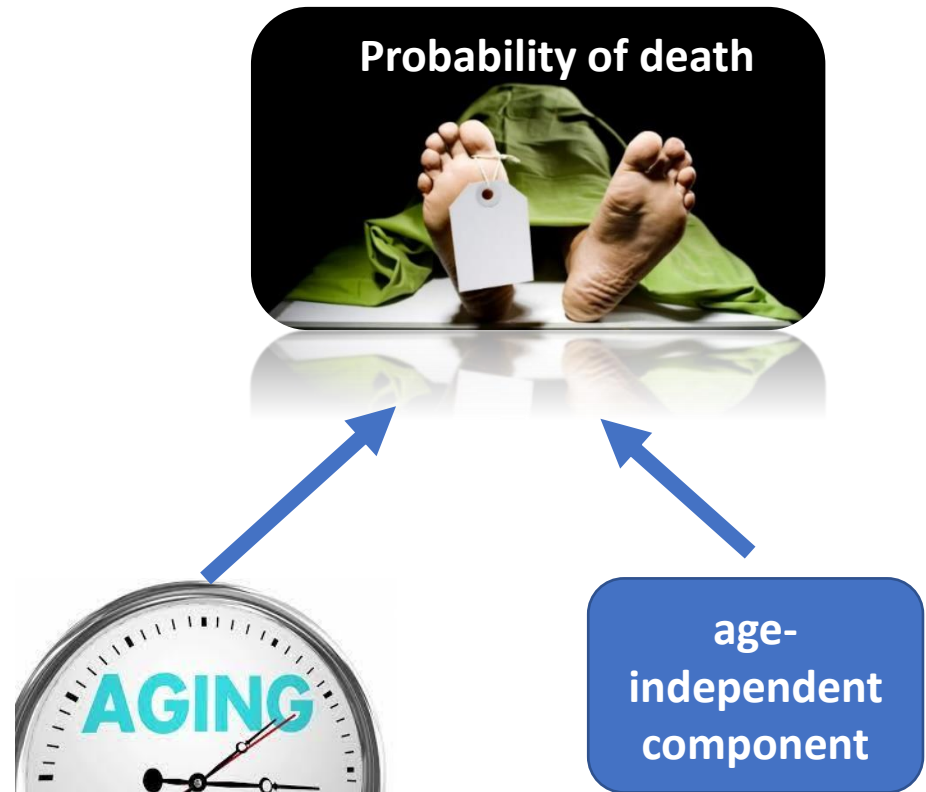 Probability of death
AGING
age-
independent
component